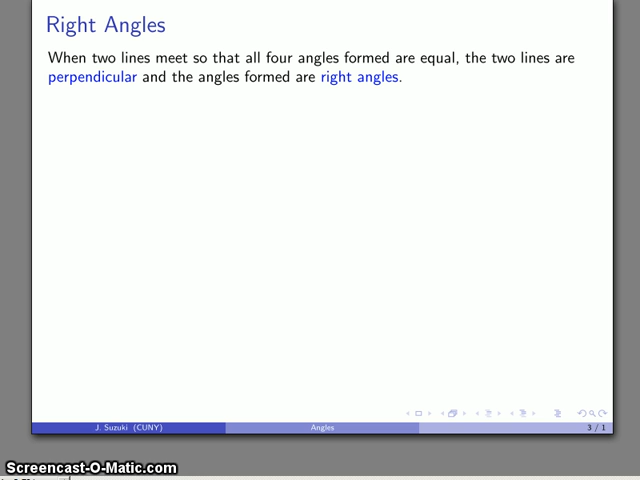 Right Angles
When two lines meet so that all four angles formed are equal, the two lines are
perpendicular and the angles formed are right angles.
J. Suzuki (CUNY)
Angles
3 / 1
Screencast-O-Matic.com